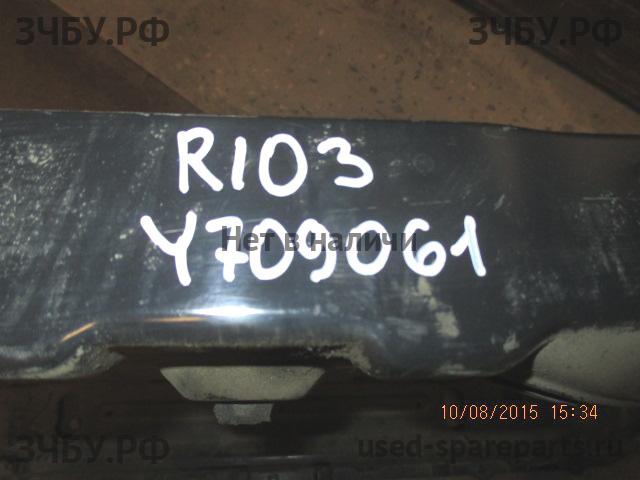 ЗЧБУ.РФ ЗЧБУ.РФ
RIO3
Y709061
Нет в наличи
10/08/2015 15:34
ЗЧБУ.РФ used-spareparts.ru